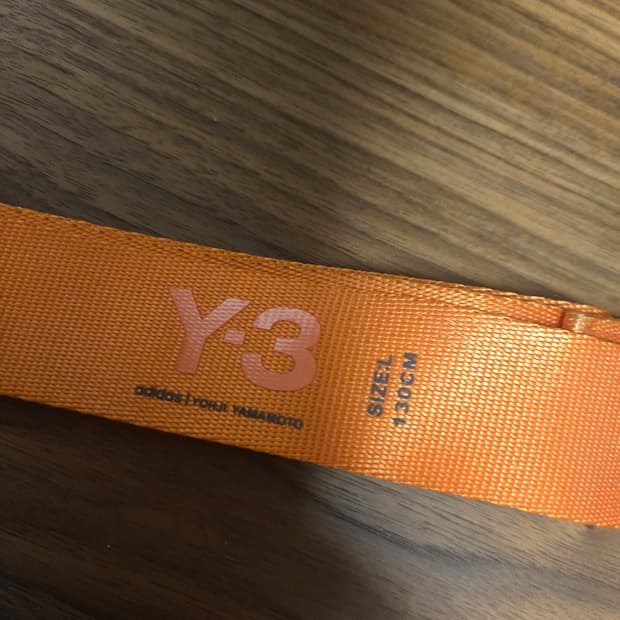 Y-3
adidas | YOHJI YAMAMOTO
SIZE:L
130CM